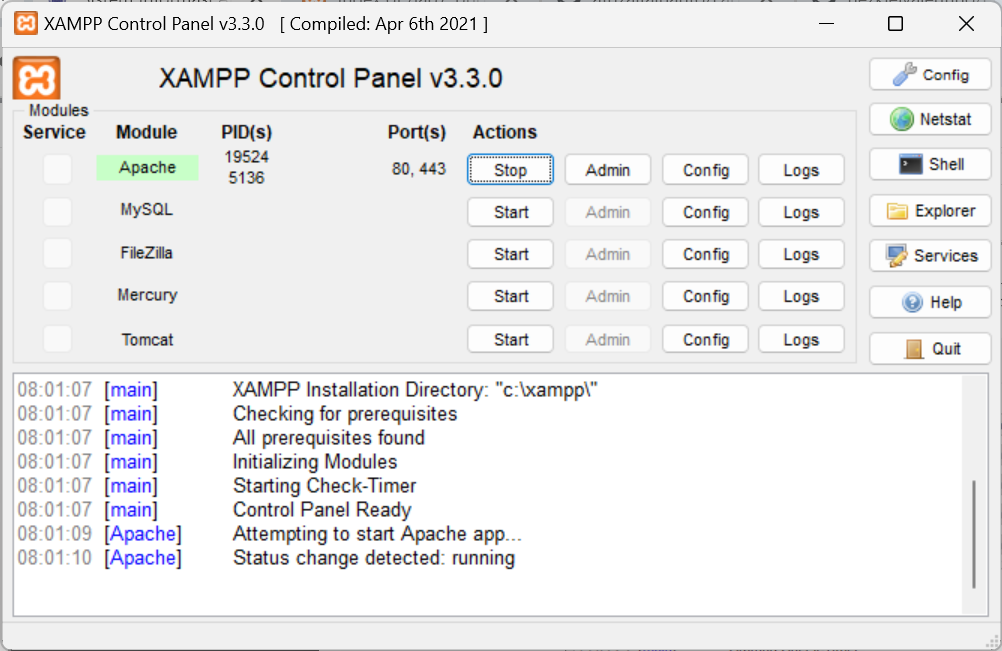 XAMPP Control Panel v3.3.0 [ Compiled: Apr 6th 2021 ]
XAMPP Control Panel v3.3.0
Config
Modules
Service Module PID(s) Port(s) Actions
Netstat
Apache 19524 5136 80, 443 Stop Admin Config Logs
Shell
MySQL Start Admin Config Logs
Explorer
FileZilla Start Admin Config Logs
Services
Mercury Start Admin Config Logs
Help
Tomcat Start Admin Config Logs
Quit
08:01:07 [main] XAMPP Installation Directory: "c:\xampp\"
08:01:07 [main] Checking for prerequisites
08:01:07 [main] All prerequisites found
08:01:07 [main] Initializing Modules
08:01:07 [main] Starting Check-Timer
08:01:07 [main] Control Panel Ready
08:01:09 [Apache] Attempting to start Apache app...
08:01:10 [Apache] Status change detected: running